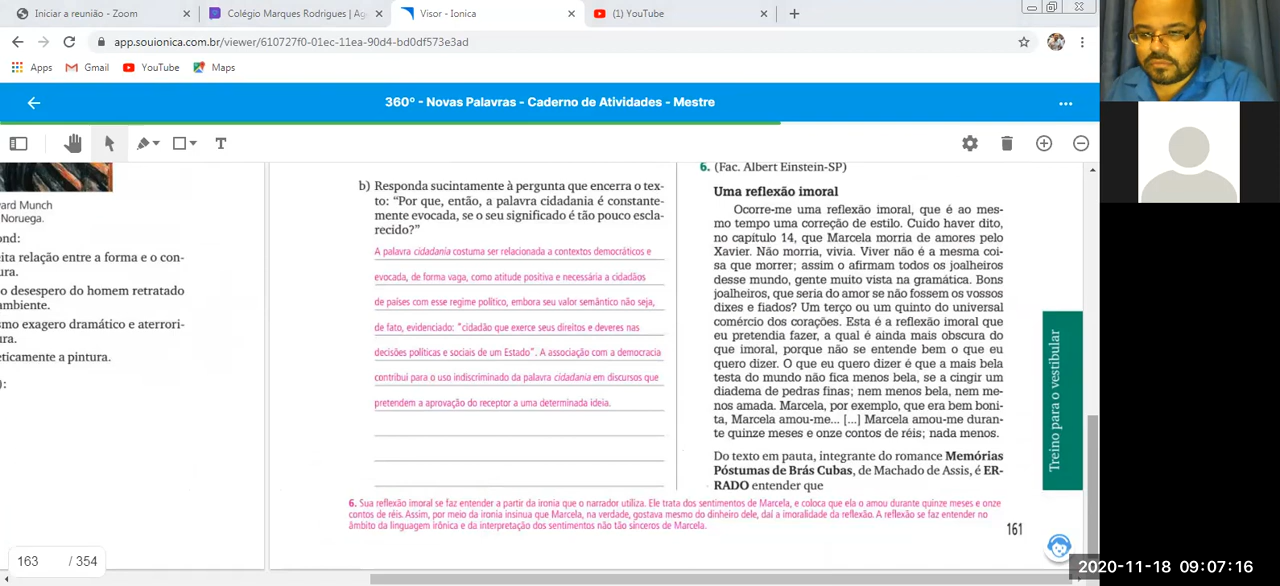 Iniciar a reunião - Zoom
Colégio Marques Rodrigues | Ag
Visor - Ionica
(1) YouTube
app.souionica.com.br/viewer/610727f0-01ec-11ea-90d4-bd0df573e3ad
Apps
Gmail
YouTube
Maps
360º - Novas Palavras - Caderno de Atividades - Mestre
ward Munch
Noruega.
ond:
eita relação entre a forma e o con-
ura.
o desespero do homem retratado
ambiente.
smo exagero dramático e aterrori-
ura.
eticamente a pintura.
):
b) Responda sucintamente à pergunta que encerra o tex-
to: “Por que, então, a palavra cidadania é constante-
mente evocada, se o seu significado é tão pouco escla-
recido?”
A palavra cidadania costuma ser relacionada a contextos democráticos e
evocada, de forma vaga, como atitude positiva e necessária a cidadãos
de países com esse regime político, embora seu valor semântico não seja,
de fato, evidenciado: “cidadão que exerce seus direitos e deveres nas
decisões políticas e sociais de um Estado”. A associação com a democracia
contribui para o uso indiscriminado da palavra cidadania em discursos que
pretendem a aprovação do receptor a uma determinada ideia.
6. (Fac. Albert Einstein-SP)
Uma reflexão imoral
Ocorre-me uma reflexão imoral, que é ao mes-
mo tempo uma correção de estilo. Cuido haver dito,
no capítulo 14, que Marcela morria de amores pelo
Xavier. Não morria, vivia. Viver não é a mesma coi-
sa que morrer; assim o afirmam todos os joalheiros
desse mundo, gente muito vista na gramática. Bons
joalheiros, que seria do amor se não fossem os vossos
dixes e fiados? Um terço ou um quinto do universal
comércio dos corações. Esta é a reflexão imoral que
eu pretendia fazer, a qual é ainda mais obscura do
que imoral, porque não se entende bem o que eu
quero dizer. O que eu quero dizer é que a mais bela
testa do mundo não fica menos bela, se a cingir um
diadema de pedras finas; nem menos bela, nem me-
nos amada. Marcela, por exemplo, que era bem boni-
ta, Marcela amou-me... [...] Marcela amou-me duran-
te quinze meses e onze contos de réis; nada menos.
Do texto em pauta, integrante do romance Memórias
Póstumas de Brás Cubas, de Machado de Assis, é ER-
RADO entender que
Treino para o vestibular
6. Sua reflexão imoral se faz entender a partir da ironia que o narrador utiliza. Ele trata dos sentimentos de Marcela, e coloca que ela o amou durante quinze meses e onze
contos de réis. Assim, por meio da ironia insinua que Marcela, na verdade, gostava mesmo do dinheiro dele, daí a imoralidade da reflexão. A reflexão se faz entender no
âmbito da linguagem irônica e da interpretação dos sentimentos não tão sinceros de Marcela.
161
163 / 354
2020-11-18 09:07:16